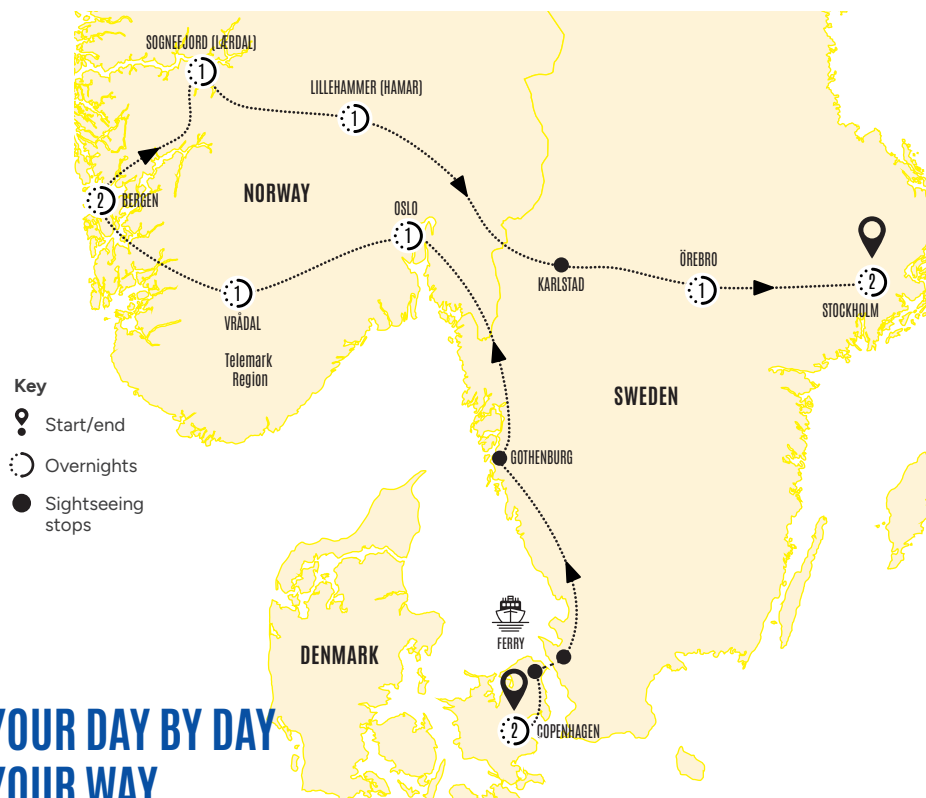 SOGNEFJORD (LÆRDAL)
1
LILLEHAMMER (HAMAR)
1
2
BERGEN
NORWAY
OSLO
1
KARLSTAD
ÖREBRO
1
2
STOCKHOLM
1
VRÅDAL
Telemark
Region
Key
Start/end
Overnights
Sightseeing
stops
SWEDEN
GOTHENBURG
FERRY
DENMARK
2
COPENHAGEN
YOUR DAY BY DAY
YOUR WAY